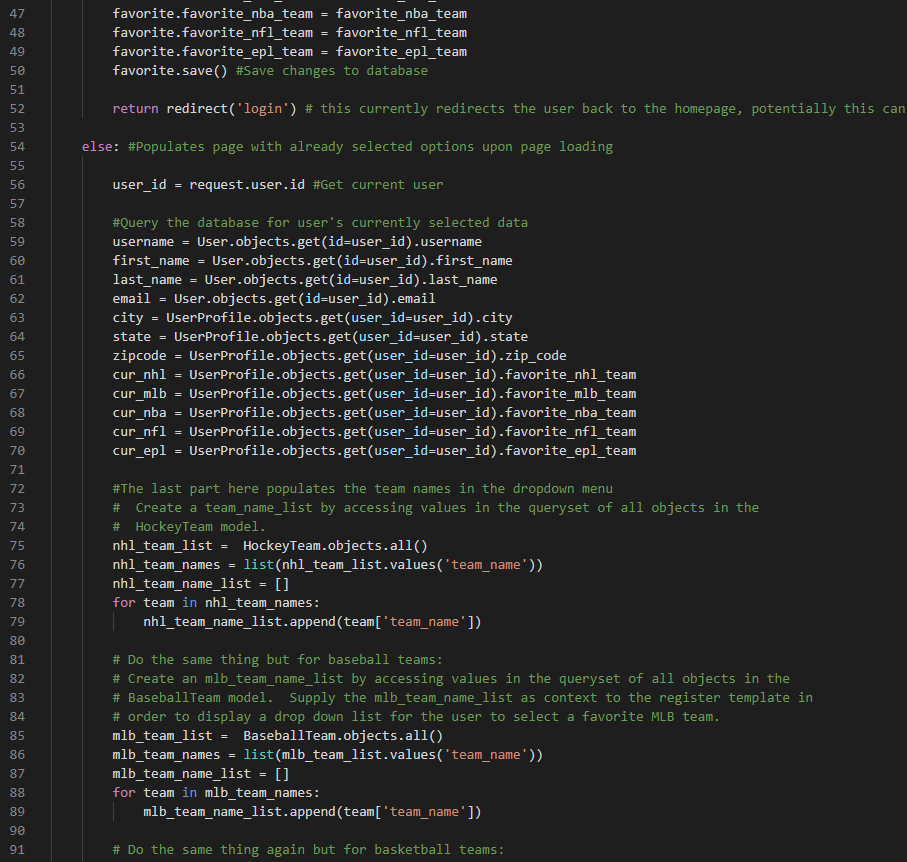 47 favorite.favorite_nba_team = favorite_nba_team
48 favorite.favorite_nfl_team = favorite_nfl_team
49 favorite.favorite_epl_team = favorite_epl_team
50 favorite.save() #Save changes to database
51
52 return redirect('login') # this currently redirects the user back to the homepage, potentially this can
53
54 else: #Populates page with already selected options upon page loading
55
56 user_id = request.user.id #Get current user
57
58 #Query the database for user's currently selected data
59 username = User.objects.get(id=user_id).username
60 first_name = User.objects.get(id=user_id).first_name
61 last_name = User.objects.get(id=user_id).last_name
62 email = User.objects.get(id=user_id).email
63 city = UserProfile.objects.get(user_id=user_id).city
64 state = UserProfile.objects.get(user_id=user_id).state
65 zipcode = UserProfile.objects.get(user_id=user_id).zip_code
66 cur_nhl = UserProfile.objects.get(user_id=user_id).favorite_nhl_team
67 cur_mlb = UserProfile.objects.get(user_id=user_id).favorite_mlb_team
68 cur_nba = UserProfile.objects.get(user_id=user_id).favorite_nba_team
69 cur_nfl = UserProfile.objects.get(user_id=user_id).favorite_nfl_team
70 cur_epl = UserProfile.objects.get(user_id=user_id).favorite_epl_team
71
72 #The last part here populates the team names in the dropdown menu
73 #  Create a team_name_list by accessing values in the queryset of all objects in the
74 #  HockeyTeam model.
75 nhl_team_list =  HockeyTeam.objects.all()
76 nhl_team_names = list(nhl_team_list.values('team_name'))
77 nhl_team_name_list = []
78 for team in nhl_team_names:
79 nhl_team_name_list.append(team['team_name'])
80
81 # Do the same thing but for baseball teams:
82 # Create an mlb_team_name_list by accessing values in the queryset of all objects in the
83 # BaseballTeam model.  Supply the mlb_team_name_list as context to the register template in
84 # order to display a drop down list for the user to select a favorite MLB team.
85 mlb_team_list =  BaseballTeam.objects.all()
86 mlb_team_names = list(mlb_team_list.values('team_name'))
87 mlb_team_name_list = []
88 for team in mlb_team_names:
89 mlb_team_name_list.append(team['team_name'])
90
91 # Do the same thing again but for basketball teams: